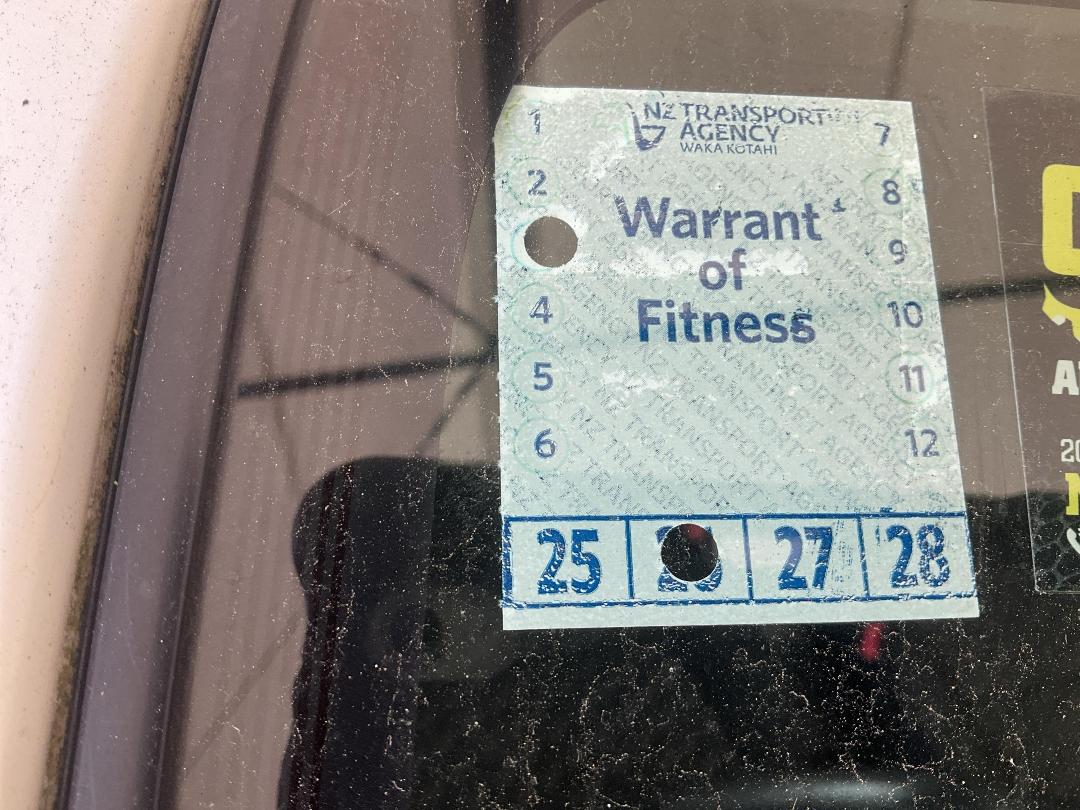 NZ TRANSPORT
AGENCY
WAKA KOTAHI
1
7
2
8
Warrant
9
of
4
10
Fitness
5
11
6
12
25
27
28